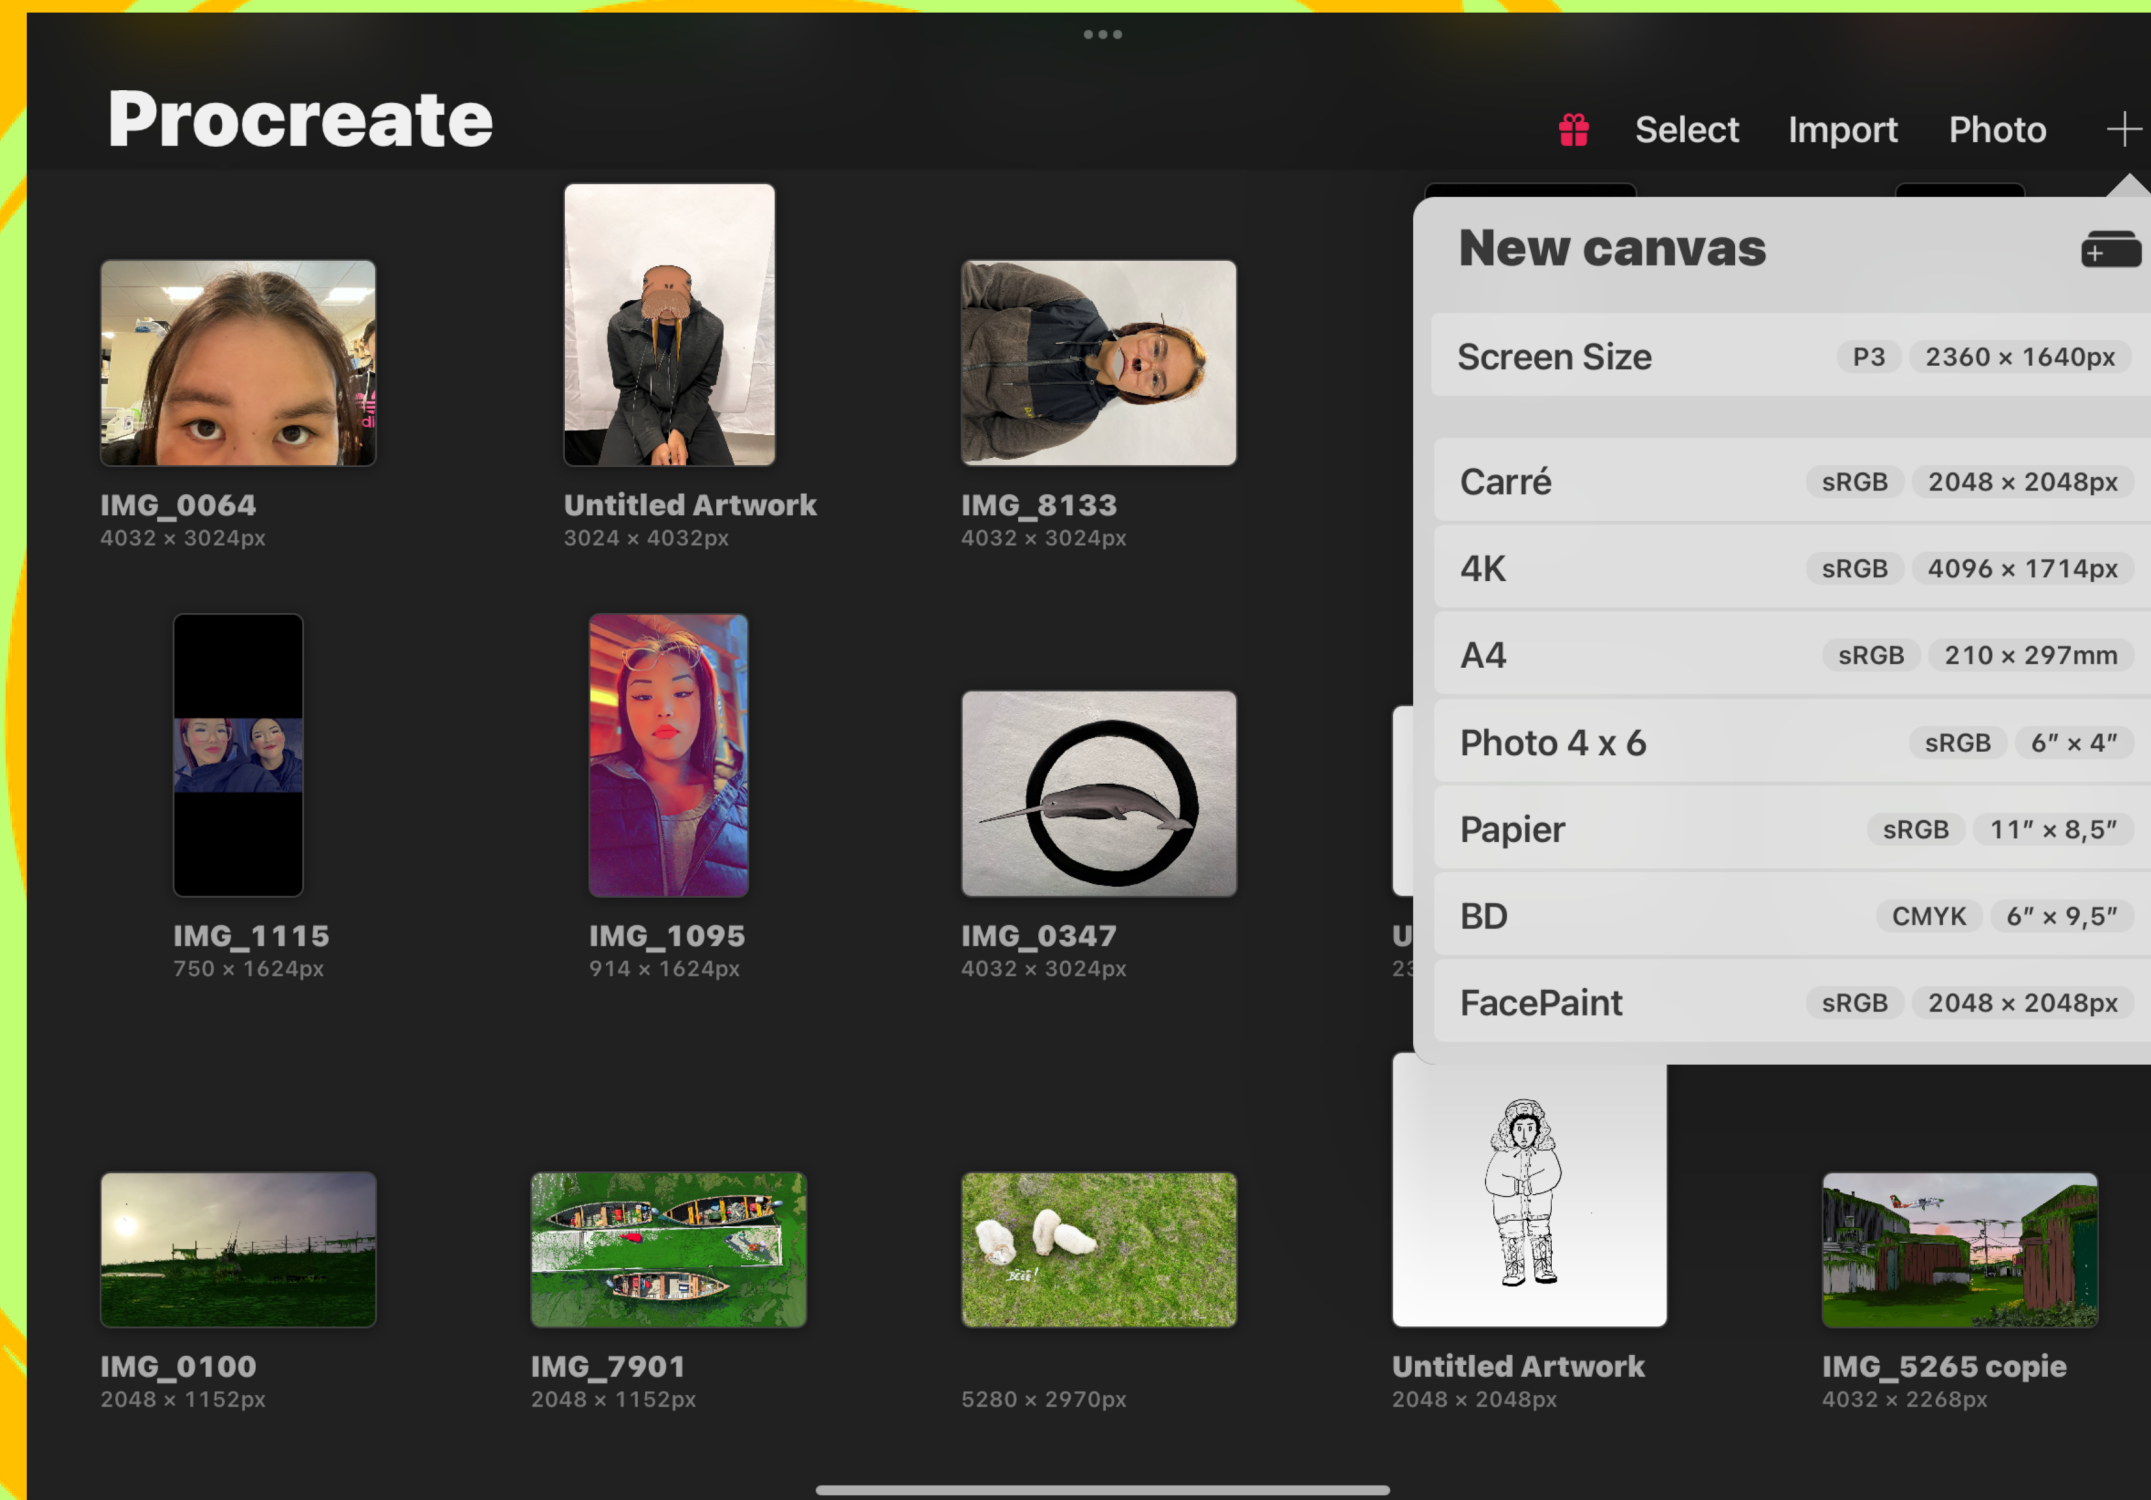 Procreate
Select Import Photo
New canvas
Screen Size P3 2360 × 1640px
Carré sRGB 2048 × 2048px
4K sRGB 4096 × 1714px
A4 sRGB 210 × 297mm
Photo 4 x 6 sRGB 6” × 4”
Papier sRGB 11” × 8,5”
BD CMYK 6” × 9,5”
FacePaint sRGB 2048 × 2048px
IMG_0064
4032 × 3024px
Untitled Artwork
3024 × 4032px
IMG_8133
4032 × 3024px
IMG_1115
750 × 1624px
IMG_1095
914 × 1624px
IMG_0347
4032 × 3024px
U
23
IMG_0100
2048 × 1152px
IMG_7901
2048 × 1152px
5280 × 2970px
Untitled Artwork
2048 × 2048px
IMG_5265 copie
4032 × 2268px